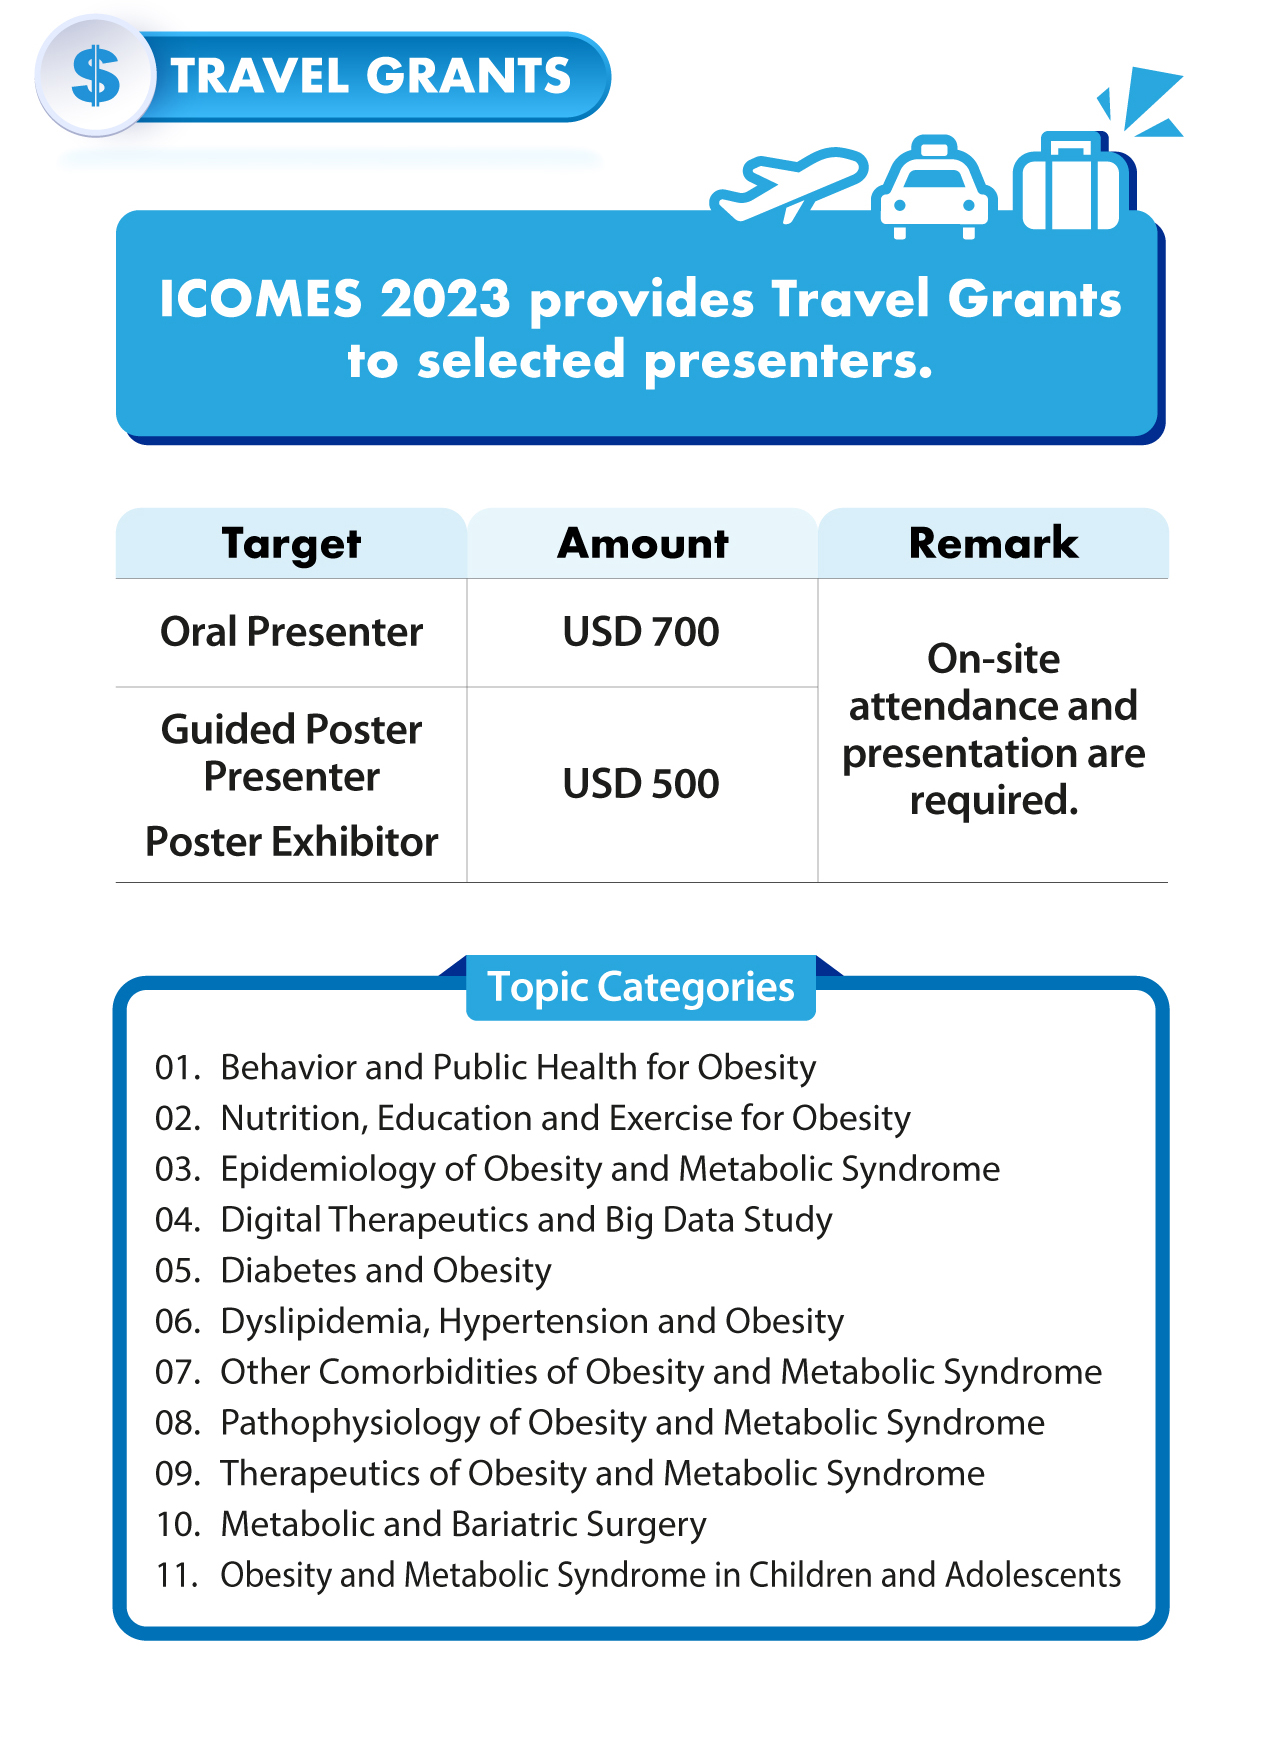 $ TRAVEL GRANTS
ICOMES 2023 provides Travel Grants
to selected presenters.
Target Amount Remark
Oral Presenter USD 700
On-site
attendance and
presentation are
required.
Guided Poster
Presenter
Poster Exhibitor
USD 500
Topic Categories
01. Behavior and Public Health for Obesity
02. Nutrition, Education and Exercise for Obesity
03. Epidemiology of Obesity and Metabolic Syndrome
04. Digital Therapeutics and Big Data Study
05. Diabetes and Obesity
06. Dyslipidemia, Hypertension and Obesity
07. Other Comorbidities of Obesity and Metabolic Syndrome
08. Pathophysiology of Obesity and Metabolic Syndrome
09. Therapeutics of Obesity and Metabolic Syndrome
10. Metabolic and Bariatric Surgery
11. Obesity and Metabolic Syndrome in Children and Adolescents